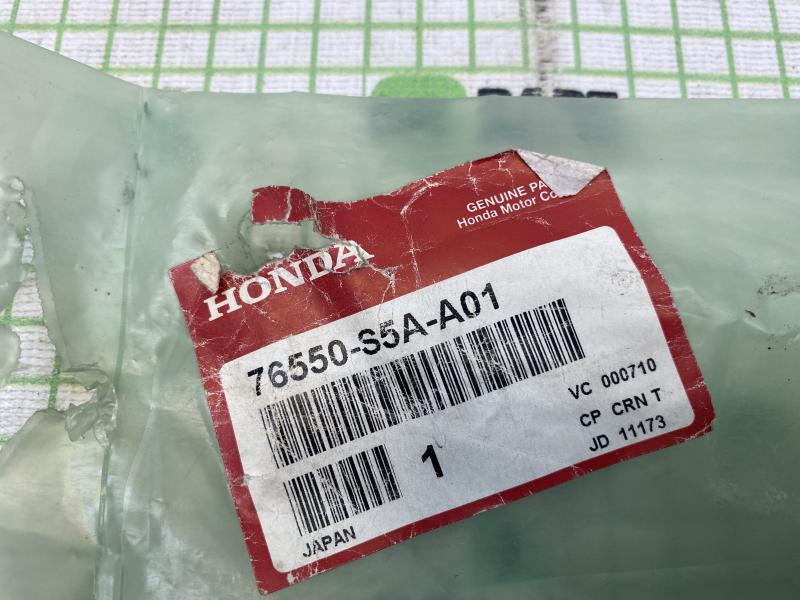 GENUINE PA
Honda Motor Co
HONDA
76550-S5A-A01
VC 000710
1
CP CRN T
JD 11173
JAPAN